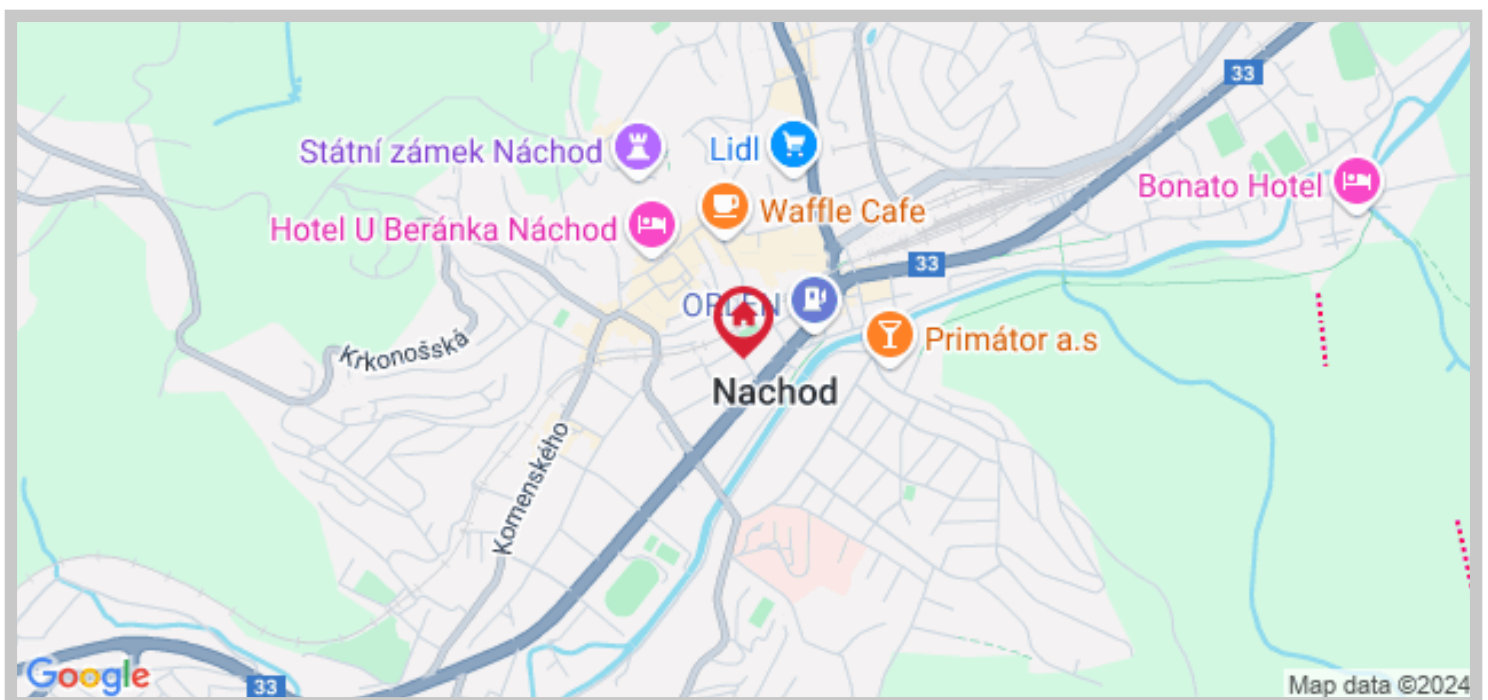 33
Státní zámek Náchod
Lidl
Bonato Hotel
Waffle Cafe
Hotel U Beránka Náchod
33
ORLEN
Krkonošská
Primátor a.s
Nachod
Komenského
Google
33
Map data ©2024